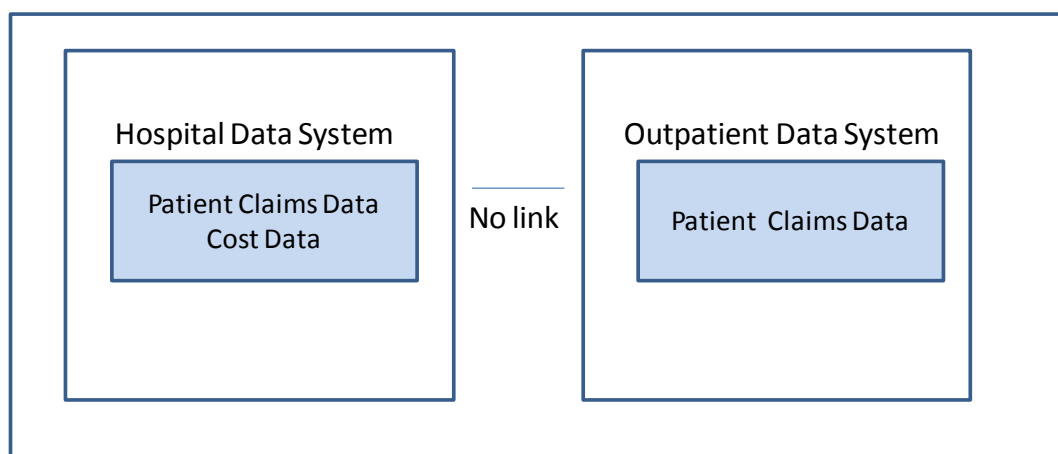 Hospital Data System
Patient Claims Data
Cost Data
No link
Outpatient Data System
Patient Claims Data